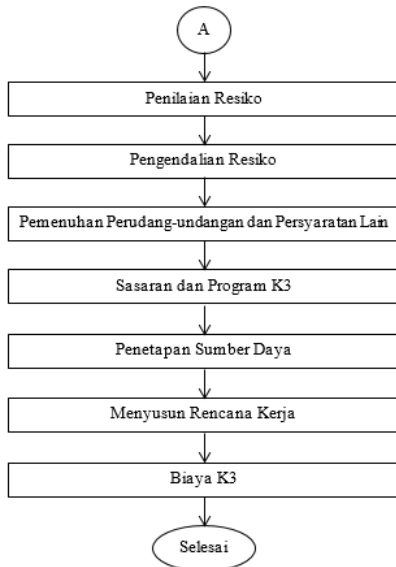 A
Penilaian Resiko
Pengendalian Resiko
Pemenuhan Perudang-undangan dan Persyaratan Lain
Sasaran dan Program K3
Penetapan Sumber Daya
Menyusun Rencana Kerja
Biaya K3
Selesai